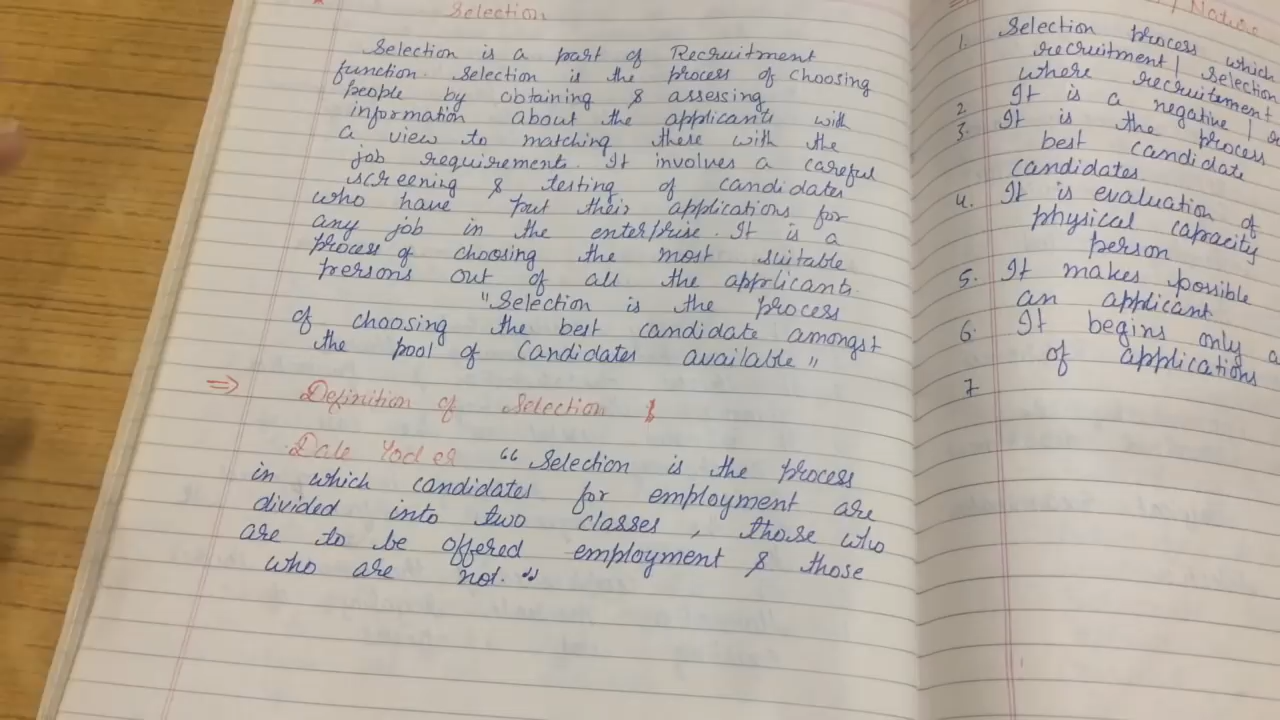 Selection
Selection is a part of Recruitment
function. Selection is the process of choosing
people by obtaining & assessing
information about the applicants with
a view to matching these with the
job requirements. It involves a careful
screening & testing of candidates
who have put their applications for
any job in the enterprise. It is a
process of choosing the most suitable
persons out of all the applicants.
"Selection is the process
of choosing the best candidate amongst
the pool of Candidates available"
⇒ Definition of Selection
Dale Yoder "Selection is the process
in which candidates for employment are
divided into two classes, those who
are to be offered employment & those
who are not."
/ Nature
1. Selection process which
recruitment | selection
where recruitement
2. It is a negative |
3. It is the process
best candidate
candidates
4. It is evaluation of
physical capacity
person
5. It makes possible
an applicant
6. It begins only
of applications
7